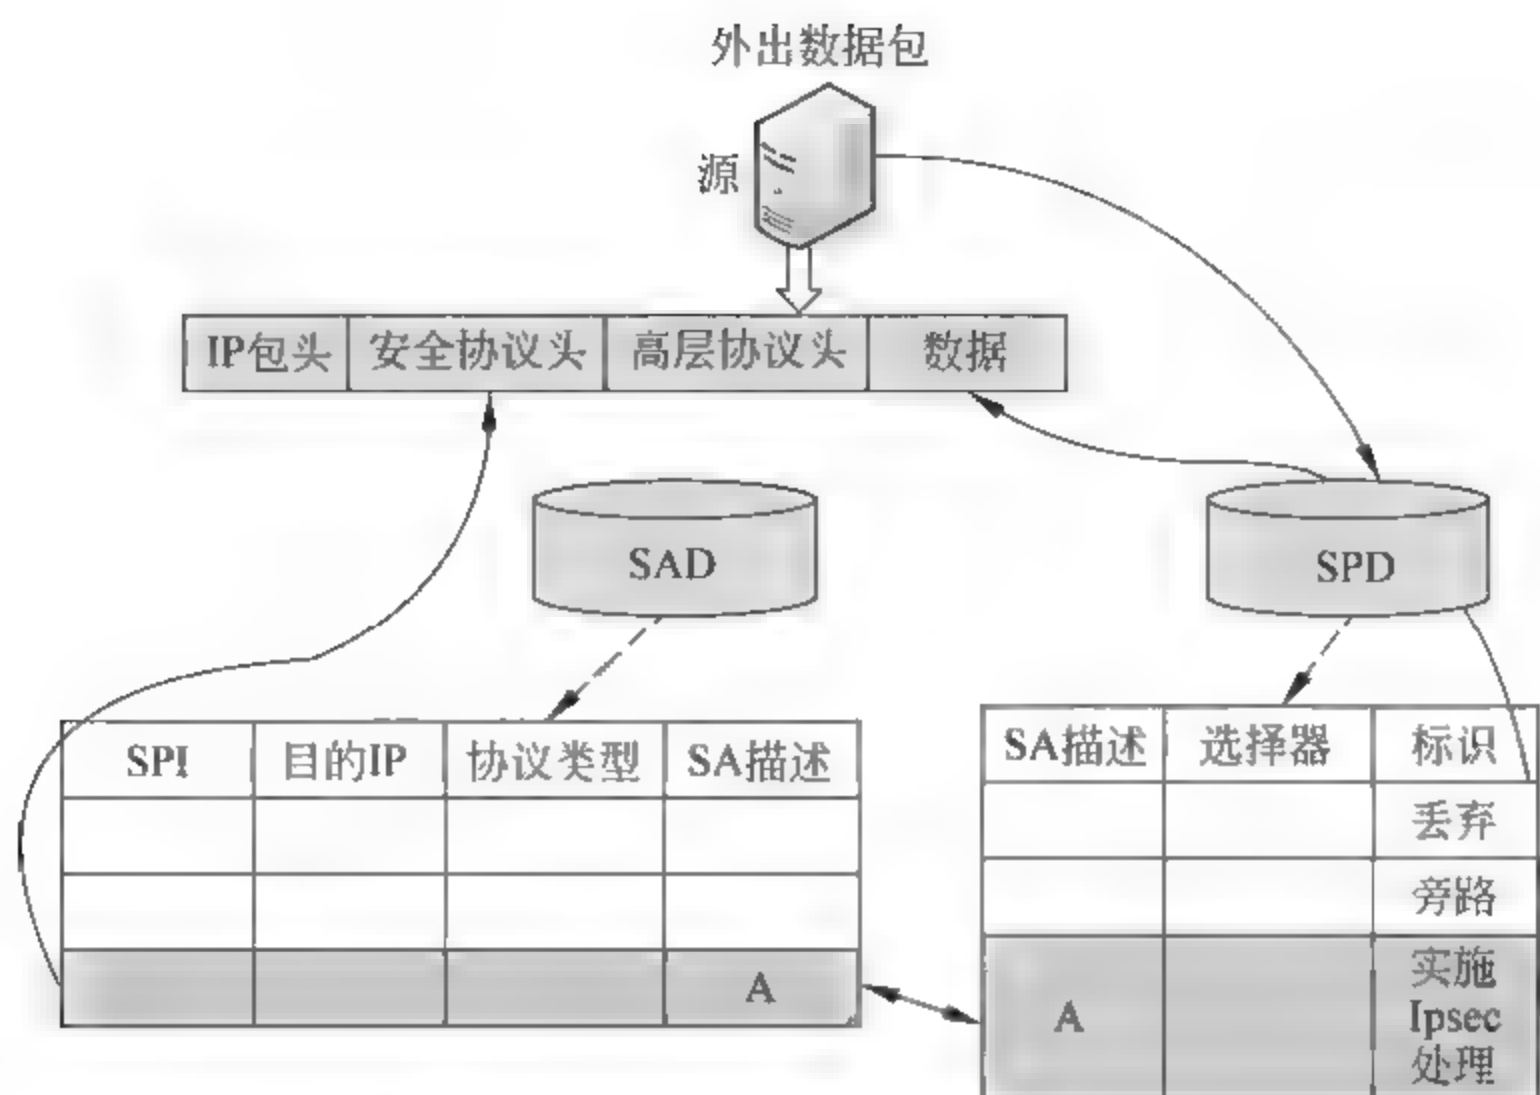 外出数据包
源
IP包头 安全协议头 高层协议头 数据
SAD
SPD
SPI 目的IP 协议类型 SA描述
A
SA描述 选择器 标识
丢弃
旁路
A
实施
Ipsec
处理